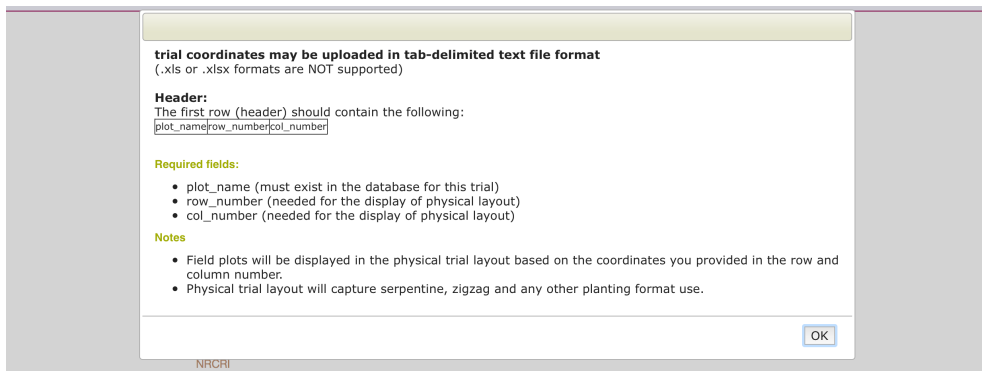 trial coordinates may be uploaded in tab-delimited text file format
(.xls or .xlsx formats are NOT supported)
Header:
The first row (header) should contain the following:
plot_name row_number col_number
Required fields:
• plot_name (must exist in the database for this trial)
• row_number (needed for the display of physical layout)
• col_number (needed for the display of physical layout)
Notes
• Field plots will be displayed in the physical trial layout based on the coordinates you provided in the row and
column number.
• Physical trial layout will capture serpentine, zigzag and any other planting format use.
OK
NRCRI